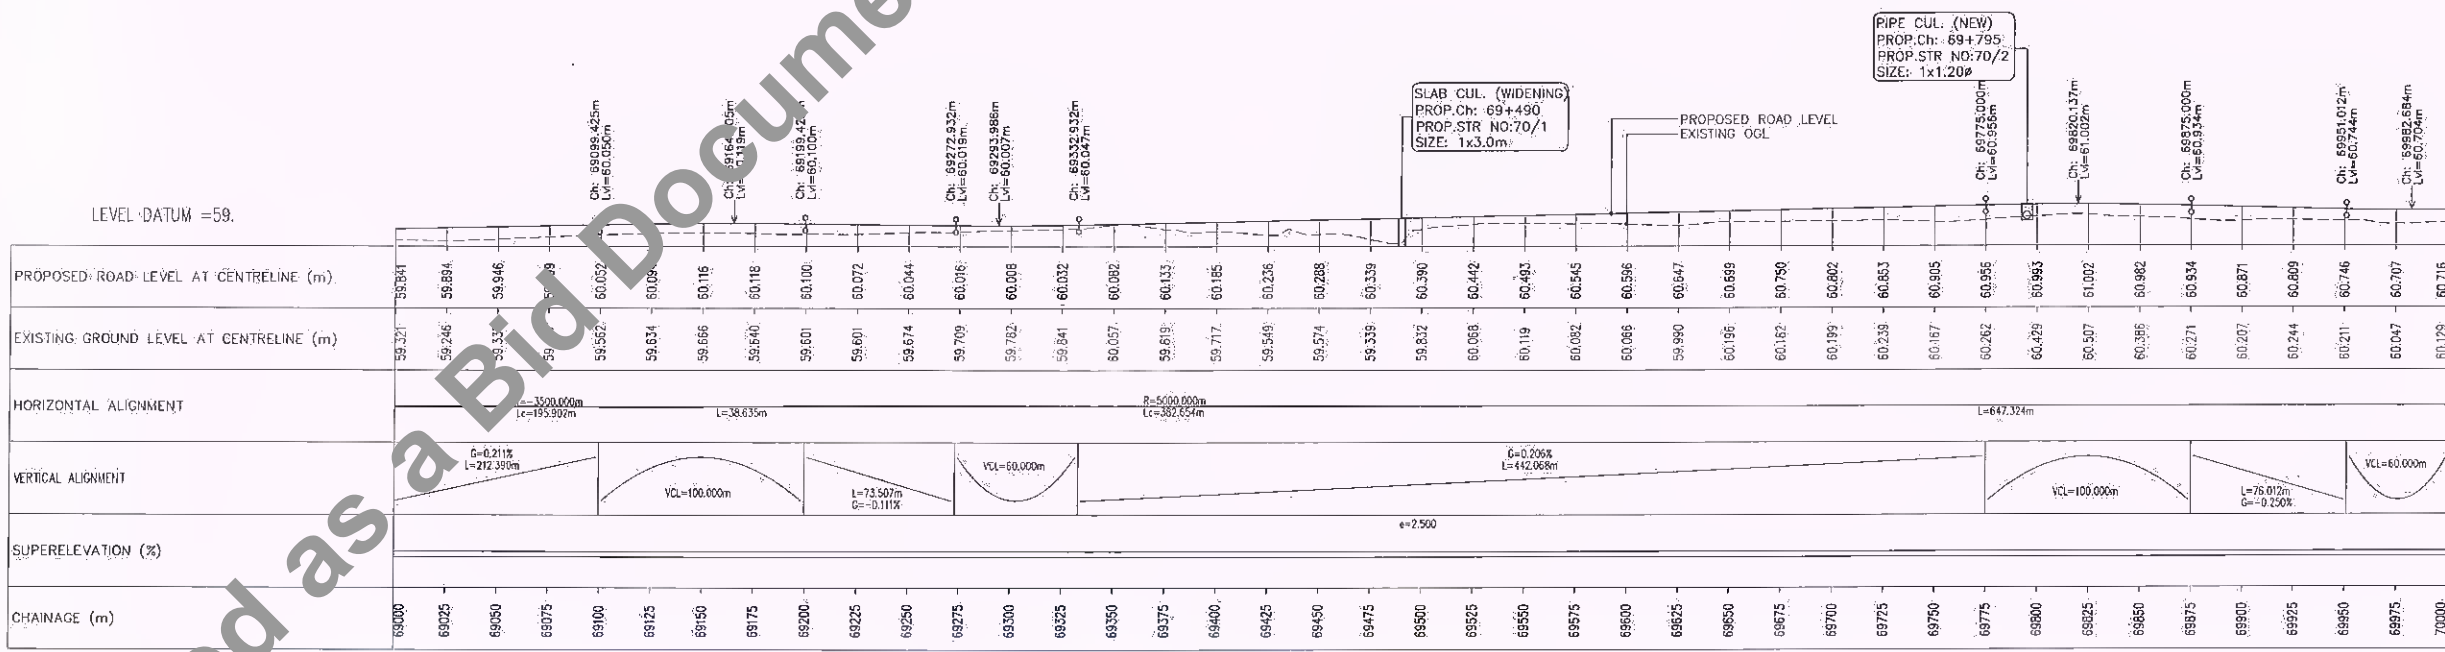 PIPE CUL. (NEW)
PROP.Ch: 69+795
PROP.STR NO:70/2
SIZE: 1x1.20ø
SLAB CUL. (WIDENING)
PROP.Ch: 69+490
PROP.STR NO:70/1
SIZE: 1x3.0m
PROPOSED ROAD LEVEL
EXISTING OGL
Ch: 69099.425m
Lvl=60.050m
Ch: 69199.42
Lvl=60.100m
Ch: 69272.932m
Lvl=60.019m
Ch: 69293.986m
Lvl=60.007m
Ch: 69332.932m
Lvl=60.047m
Ch: 69775.000m
Lvl=60.956m
Ch: 69820.137m
Lvl=61.002m
Ch: 69875.000m
Lvl=60.934m
Ch: 69951.012m
Lvl=60.744m
Ch: 69982.684m
Lvl=60.704m
LEVEL DATUM =59.
PROPOSED ROAD LEVEL AT CENTRELINE (m) 59.841 59.894 59.946 60.052 60.116 60.118 60.100 60.072 60.044 60.016 60.008 60.032 60.082 60.133 60.185 60.236 60.288 60.339 60.390 60.442 60.493 60.545 60.596 60.647 60.699 60.750 60.802 60.853 60.905 60.956 60.993 61.002 60.982 60.934 60.871 60.809 60.746 60.707 60.716
EXISTING GROUND LEVEL AT CENTRELINE (m) 59.321 59.246 59.562 59.634 59.666 59.640 59.601 59.601 59.674 59.709 59.782 59.841 60.057 59.819 59.717 59.549 59.574 59.339 59.832 60.068 60.119 60.082 60.066 59.990 60.196 60.162 60.199 60.239 60.167 60.262 60.429 60.507 60.386 60.271 60.207 60.244 60.211 60.047 60.129
HORIZONTAL ALIGNMENT
=-3500.000m
Lc=195.902m
L=38.635m
R=5000.000m
Lc=382.654m
L=647.324m
VERTICAL ALIGNMENT
G=0.211%
L=212.390m
VCL=100.000m
L=73.507m
G=-0.111%
VCL=60.000m
G=0.206%
L=442.068m
VCL=100.000m
L=76.012m
G=-0.250%
VCL=60.000m
SUPERELEVATION (%)
e=2.500
CHAINAGE (m) 69000 69025 69050 69075 69100 69125 69150 69175 69200 69225 69250 69275 69300 69325 69350 69375 69400 69425 69450 69475 69500 69525 69550 69575 69600 69625 69650 69675 69700 69725 69750 69775 69800 69825 69850 69875 69900 69925 69950 69975 70000
ed as a Bid Docume